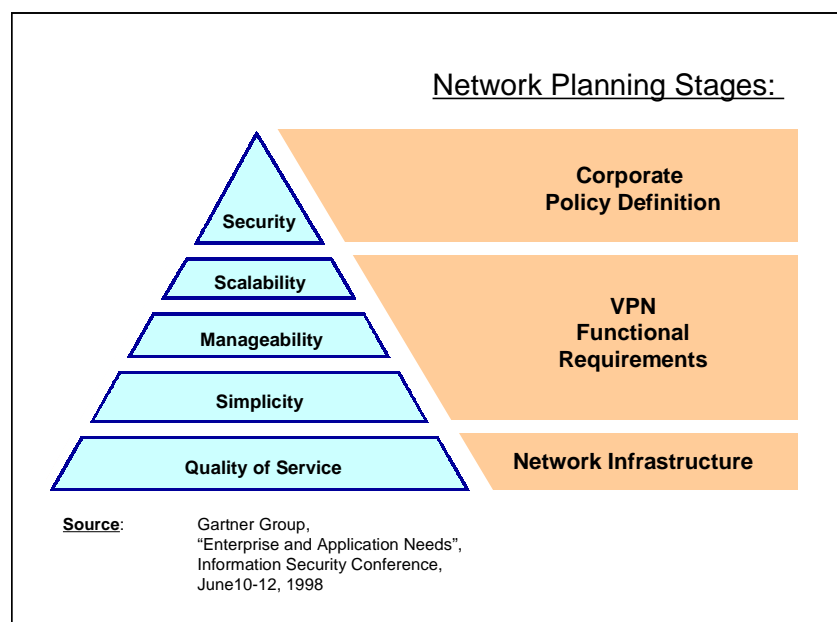 Network Planning Stages:
Security
Corporate
Policy Definition
Scalability
Manageability
Simplicity
VPN
Functional
Requirements
Quality of Service
Network Infrastructure
Source:
Gartner Group,
“Enterprise and Application Needs”,
Information Security Conference,
June10-12, 1998